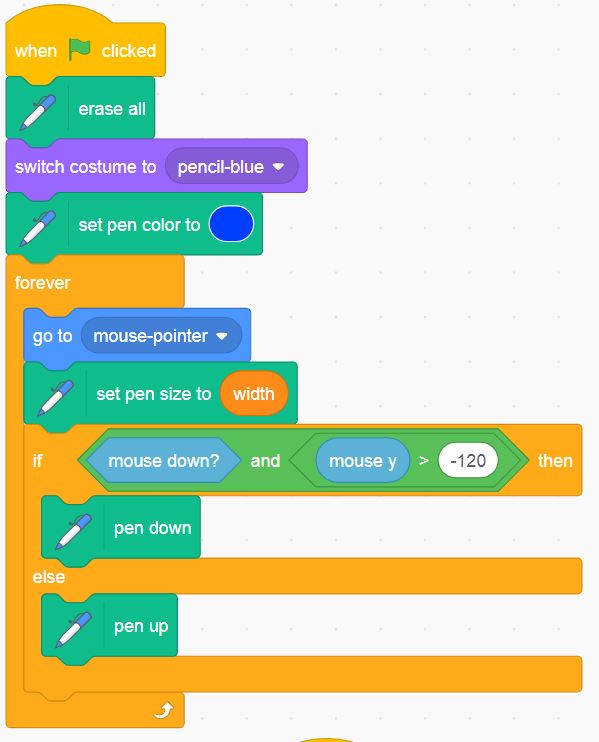 when clicked
erase all
switch costume to pencil-blue
set pen color to
forever
go to mouse-pointer
set pen size to width
if mouse down? and mouse y > -120 then
pen down
else
pen up